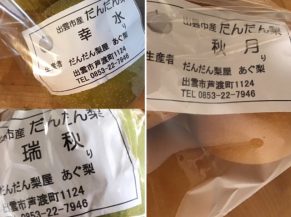 出雲市産 だんだん梨
幸 水
生産者
だんだん梨屋 あぐ梨
出雲市芦渡町1124
TEL 0853-22-7946
出雲市産 だんだん梨
秋 月
り
生産者
だんだん梨屋 あぐ梨
出雲市芦渡町1124
TEL 0853-22-7946
雲市産 だんだん梨
瑞 秋
り
だんだん梨屋 あぐ梨
出雲市芦渡町1124
0853-22-7946